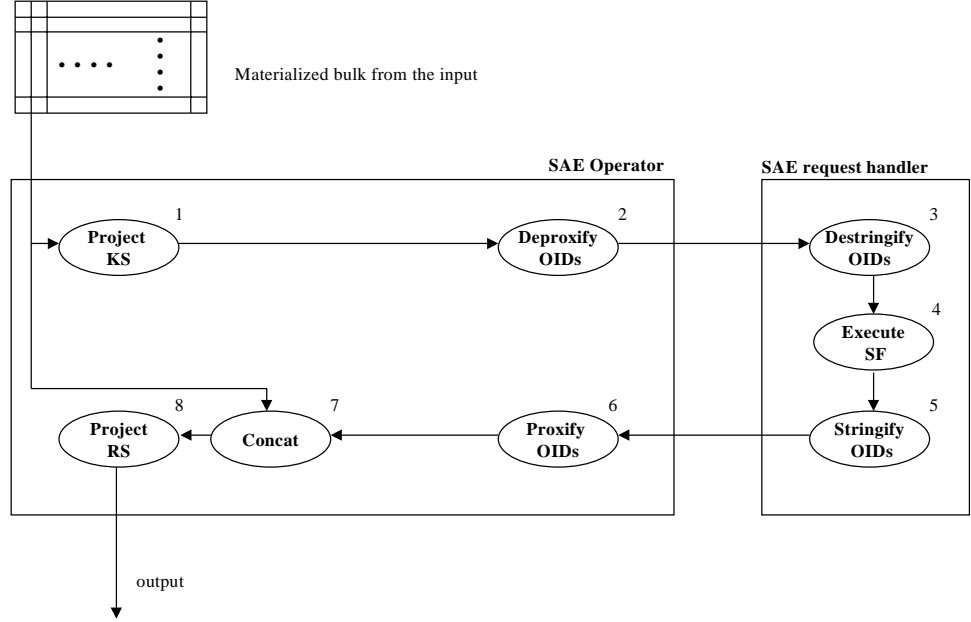 Materialized bulk from the input
SAE Operator
SAE request handler
1
Project
KS
2
Deproxify
OIDs
3
Destringify
OIDs
4
Execute
SF
8
Project
RS
7
Concat
6
Proxify
OIDs
5
Stringify
OIDs
output